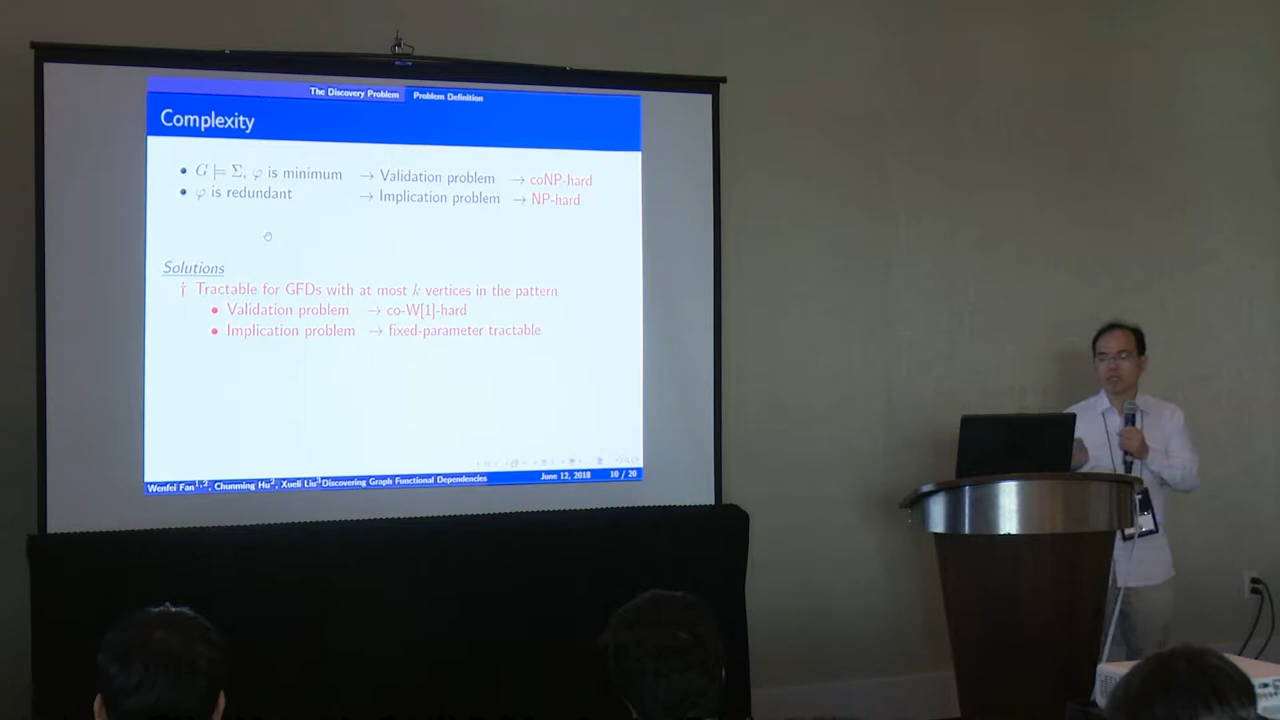 The Discovery Problem Problem Definition
Complexity
• G ⊨ Σ, φ is minimum → Validation problem → coNP-hard
• φ is redundant → Implication problem → NP-hard
Solutions
† Tractable for GFDs with at most k vertices in the pattern
• Validation problem → co-W[1]-hard
• Implication problem → fixed-parameter tractable
Wenfei Fan1,2, Chunming Hu2, Xueli Liu3 Discovering Graph Functional Dependencies June 12, 2018 10 / 20